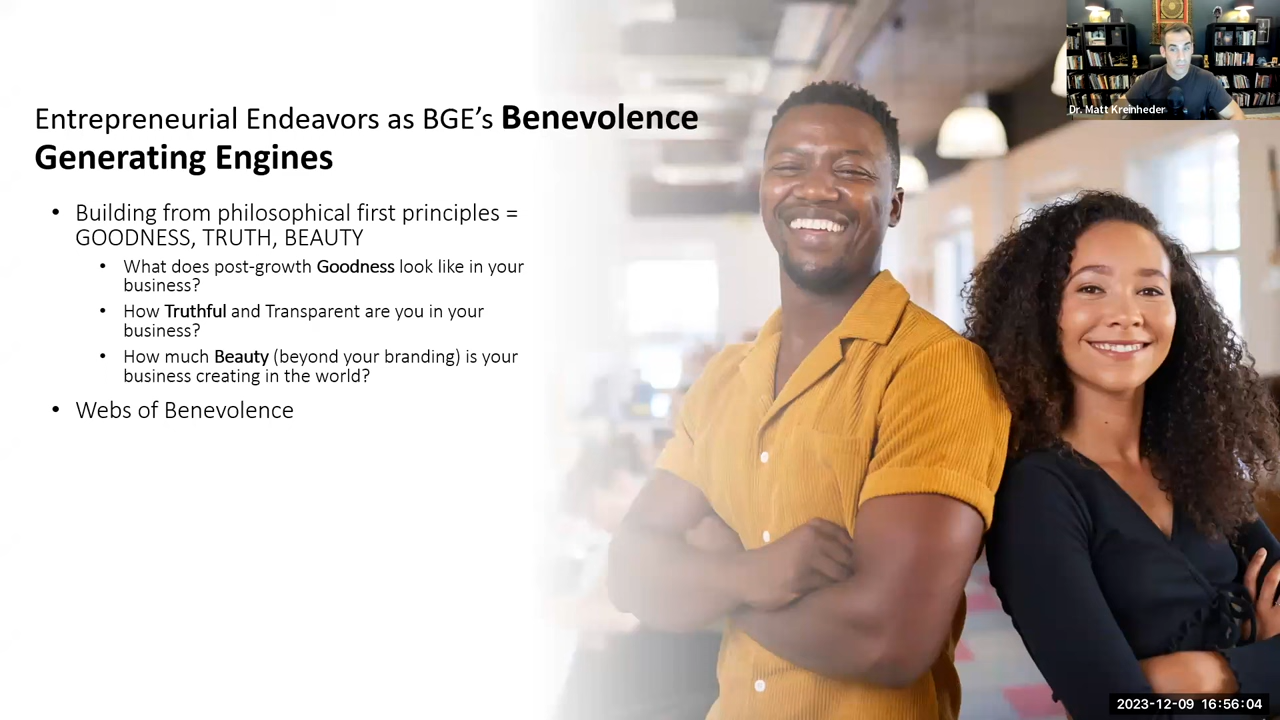 Dr. Matt Kreinheder
Entrepreneurial Endeavors as BGE’s Benevolence
Generating Engines
• Building from philosophical first principles =
GOODNESS, TRUTH, BEAUTY
• What does post-growth Goodness look like in your
business?
• How Truthful and Transparent are you in your
business?
• How much Beauty (beyond your branding) is your
business creating in the world?
• Webs of Benevolence
2023-12-09 16:56:04